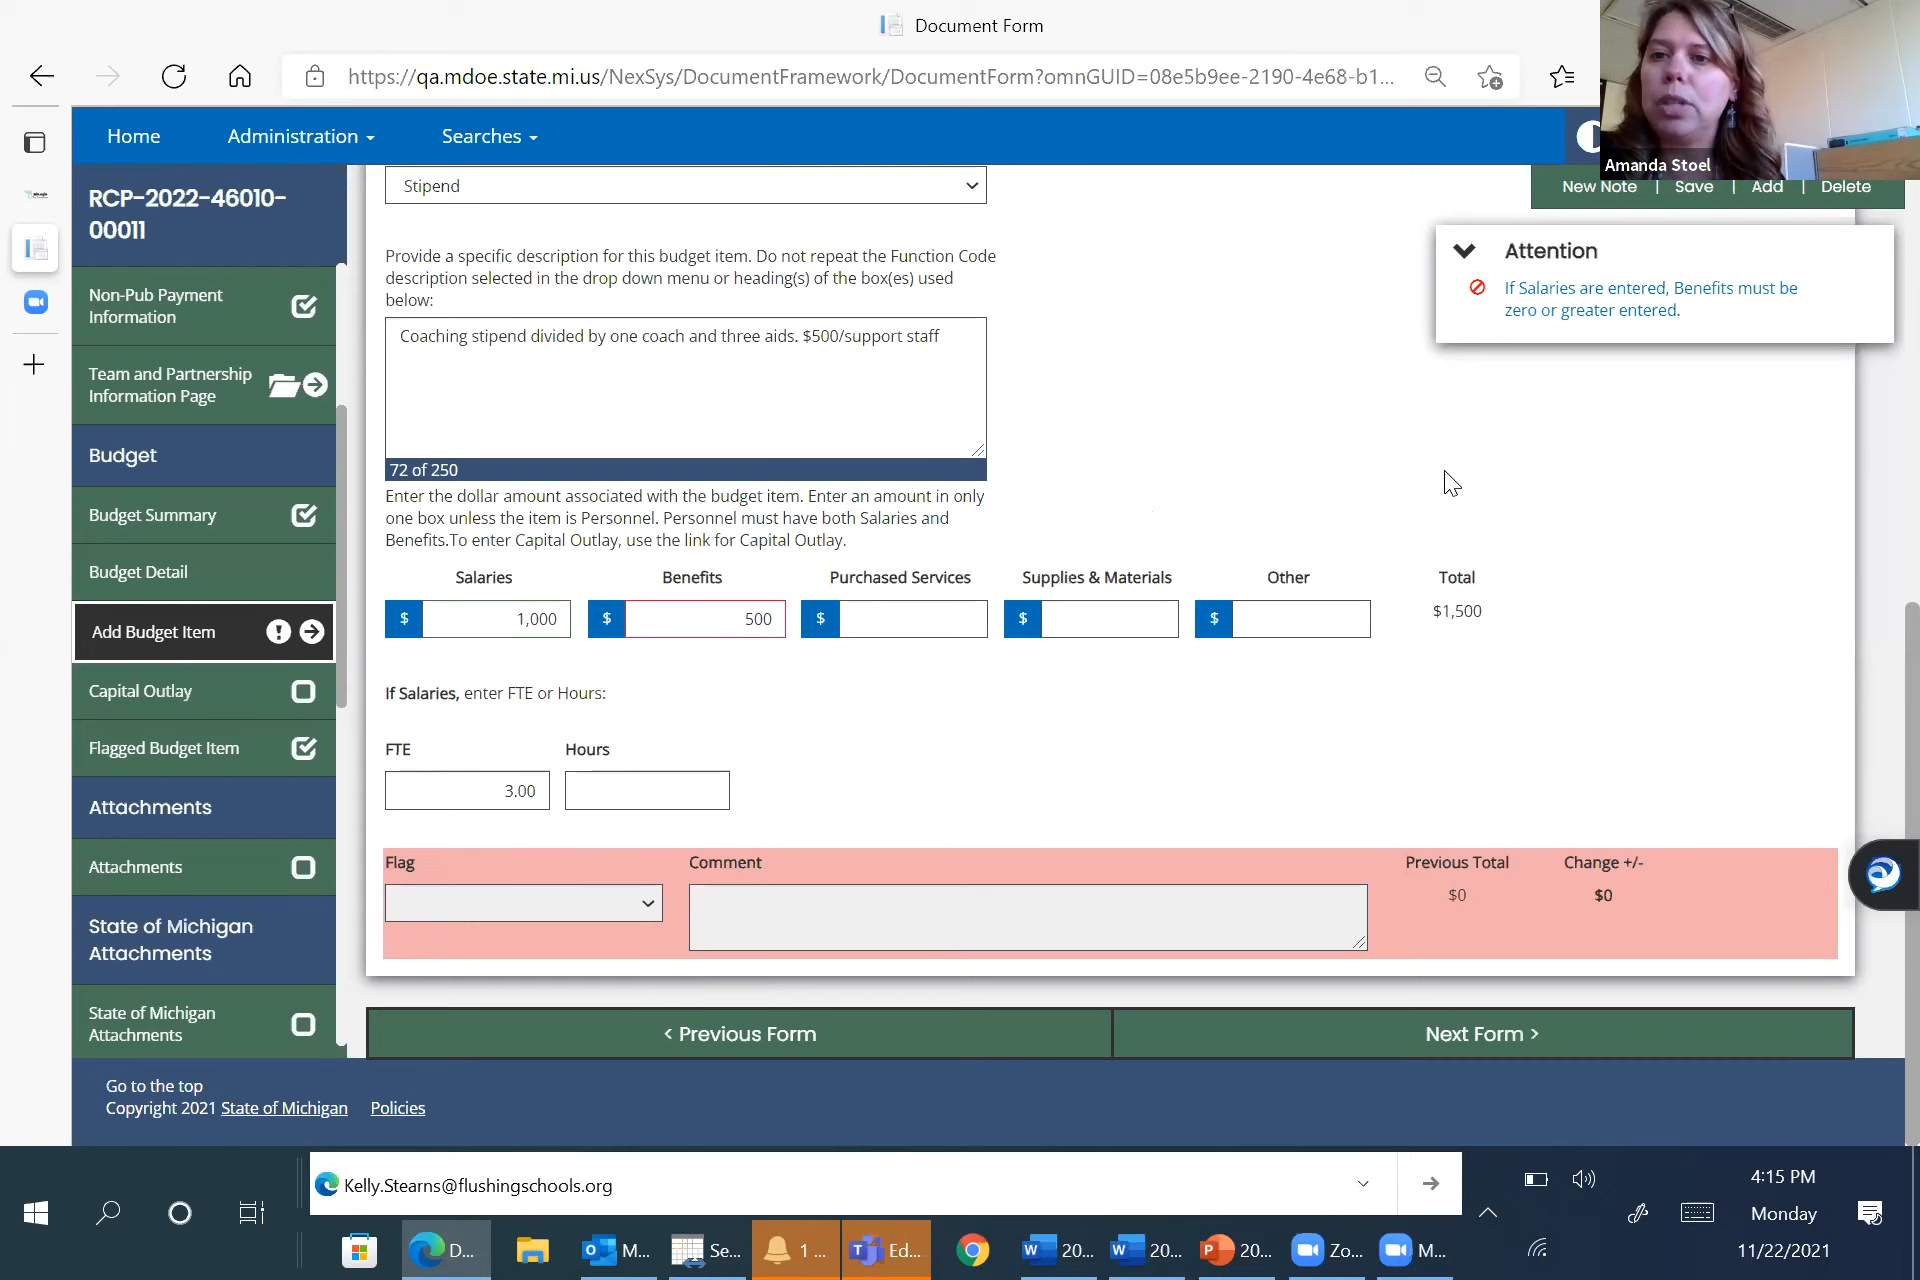 Document Form
https://qa.mdoe.state.mi.us/NexSys/DocumentFramework/DocumentForm?omnGUID=08e5b9ee-2190-4e68-b1...
Home
Administration
Searches
Amanda Stoel
New Note | Save | Add | Delete
RCP-2022-46010-
00011
Non-Pub Payment
Information
Team and Partnership
Information Page
Budget
Budget Summary
Budget Detail
Add Budget Item
Capital Outlay
Flagged Budget Item
Attachments
Attachments
State of Michigan
Attachments
State of Michigan
Attachments
Stipend
Provide a specific description for this budget item. Do not repeat the Function Code
description selected in the drop down menu or heading(s) of the box(es) used
below:
Coaching stipend divided by one coach and three aids. $500/support staff
72 of 250
Enter the dollar amount associated with the budget item. Enter an amount in only
one box unless the item is Personnel. Personnel must have both Salaries and
Benefits.To enter Capital Outlay, use the link for Capital Outlay.
Salaries Benefits Purchased Services Supplies & Materials Other Total
$ 1,000 $ 500 $ $ $ $1,500
If Salaries, enter FTE or Hours:
FTE Hours
3.00
Flag Comment Previous Total Change +/-
$0 $0
Attention
If Salaries are entered, Benefits must be
zero or greater entered.
< Previous Form
Next Form >
Go to the top
Copyright 2021 State of Michigan Policies
Kelly.Stearns@flushingschools.org
D...
M...
Se...
1 ...
Ed...
20...
20...
20...
Zo...
M...
4:15 PM
Monday
11/22/2021